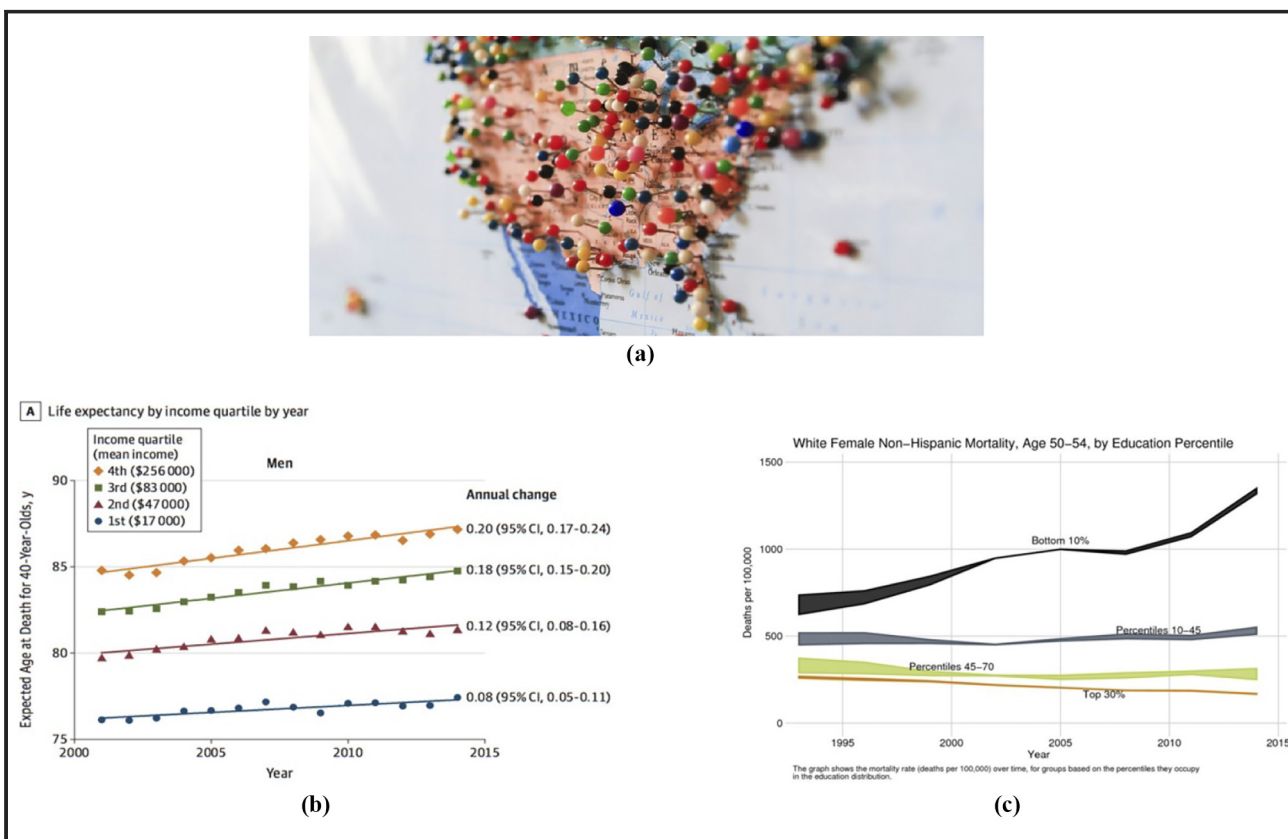 MEXICO
Gulf of
Mexico
(a)
A Life expectancy by income quartile by year
Income quartile
(mean income)
4th ($256 000)
3rd ($83 000)
2nd ($47 000)
1st ($17 000)
Men
Annual change
0.20 (95% CI, 0.17-0.24)
0.18 (95% CI, 0.15-0.20)
0.12 (95% CI, 0.08-0.16)
0.08 (95% CI, 0.05-0.11)
Expected Age at Death for 40-Year-Olds, y
90
85
80
75
2000 2005 2010 2015
Year
(b)
White Female Non-Hispanic Mortality, Age 50-54, by Education Percentile
Deaths per 100,000
1500
1000
500
0
Bottom 10%
Percentiles 10-45
Percentiles 45-70
Top 30%
1995 2000 2005 2010 2015
Year
The graph shows the mortality rate (deaths per 100,000) over time, for groups based on the percentiles they occupy
in the education distribution.
(c)